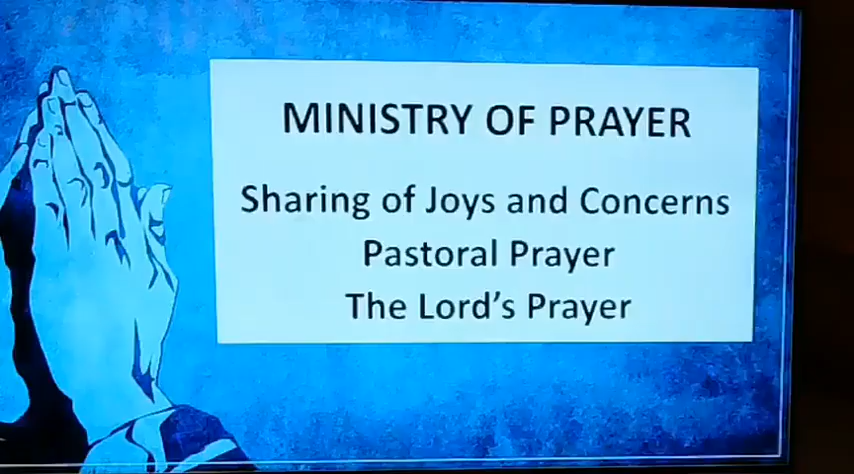 MINISTRY OF PRAYER
Sharing of Joys and Concerns
Pastoral Prayer
The Lord’s Prayer